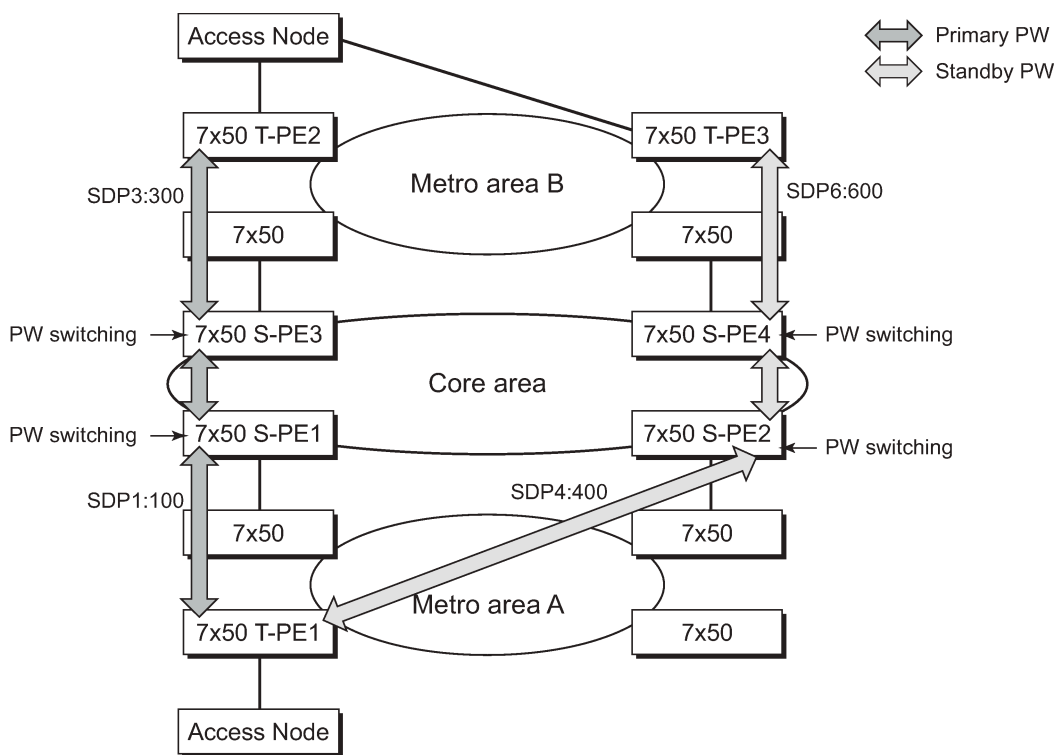 Access Node
Primary PW
Standby PW
7x50 T-PE2
7x50 T-PE3
Metro area B
SDP3:300
SDP6:600
7x50
7x50
PW switching
7x50 S-PE3
7x50 S-PE4
PW switching
Core area
PW switching
7x50 S-PE1
7x50 S-PE2
PW switching
SDP1:100
SDP4:400
7x50
7x50
Metro area A
7x50 T-PE1
7x50
Access Node